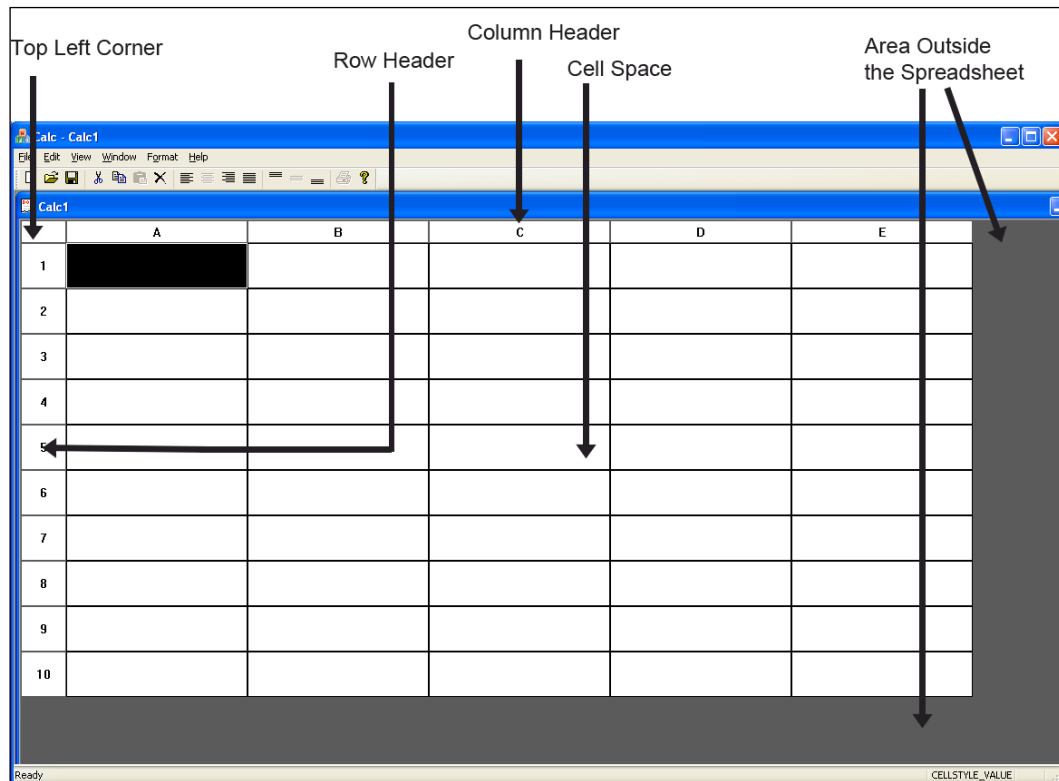 Column Header
Top Left Corner
Row Header
Cell Space
Area Outside
the Spreadsheet
Calc - Calc1
File Edit View Window Format Help
Calc1
A B C D E
1
2
3
4
5
6
7
8
9
10
Ready CELLSTYLE_VALUE